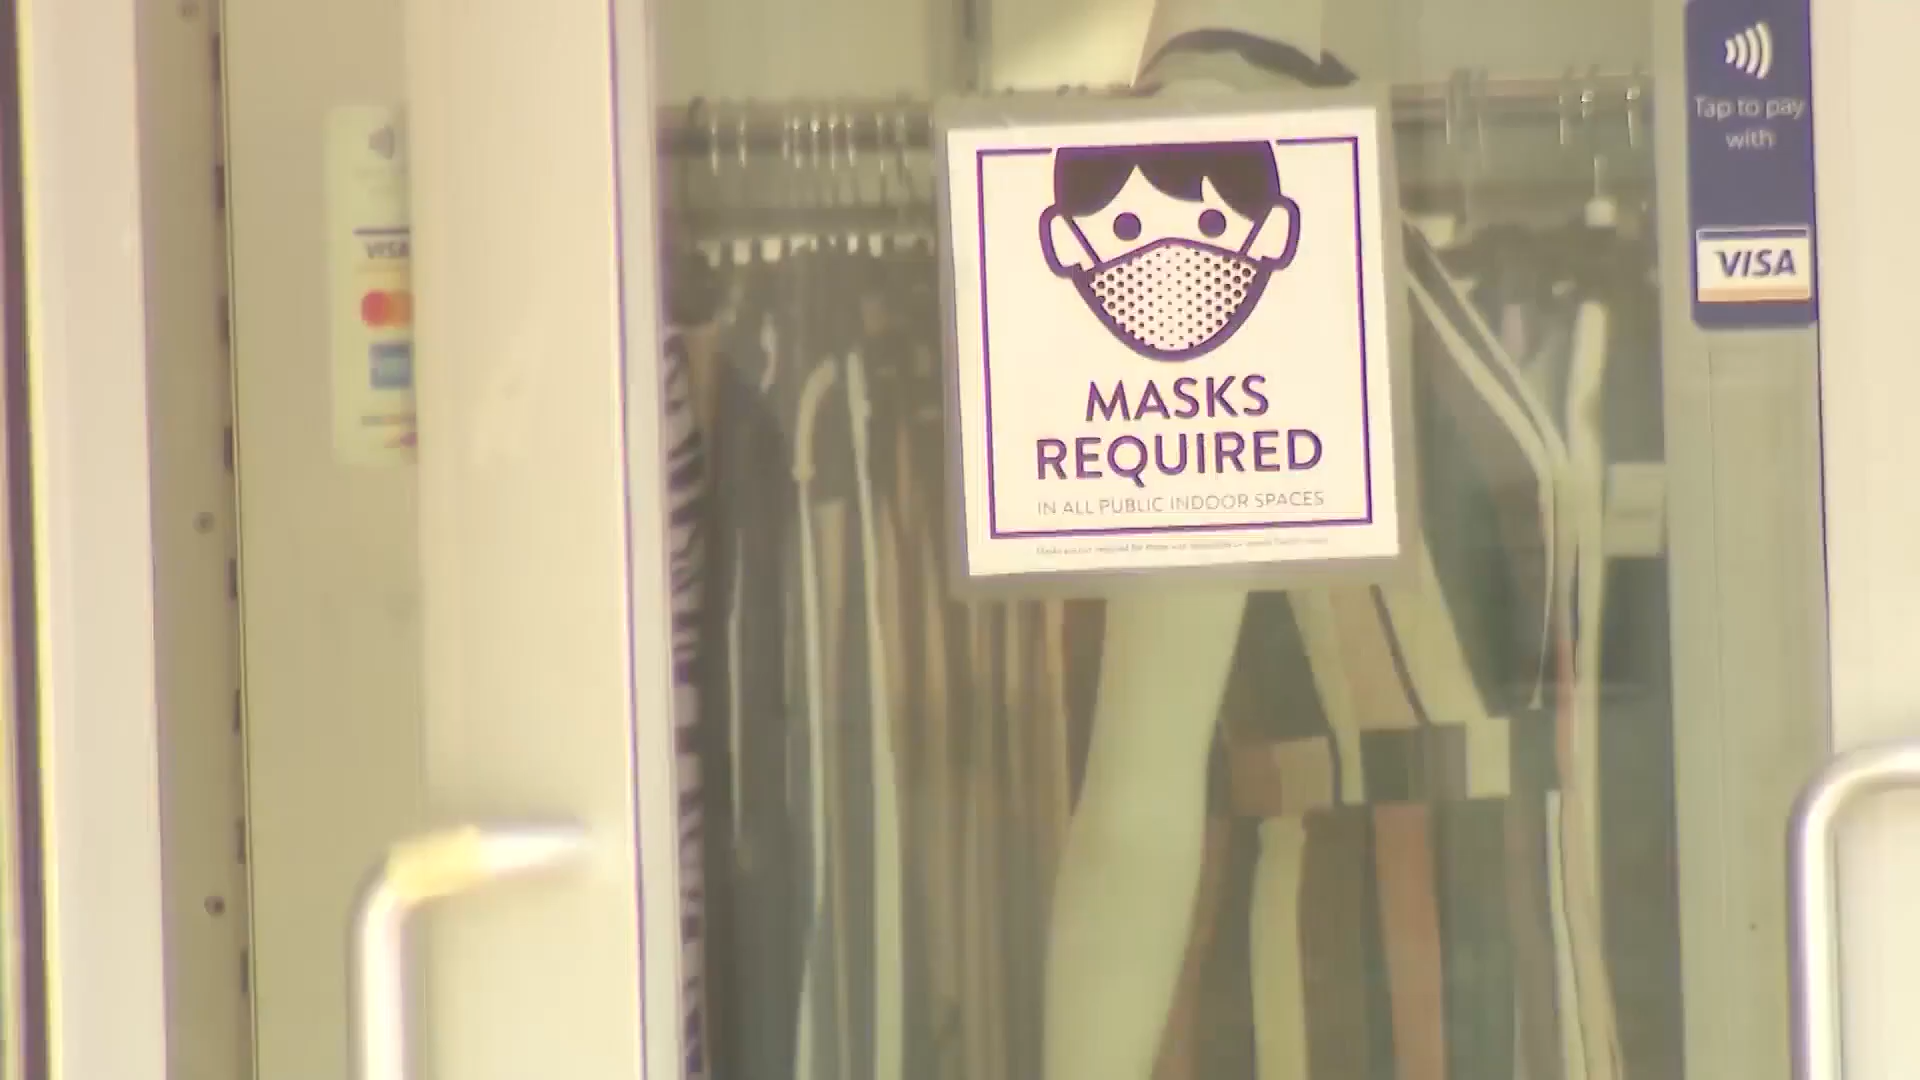 Tap to pay
with
VISA
VISA
MASKS
REQUIRED
IN ALL PUBLIC INDOOR SPACES